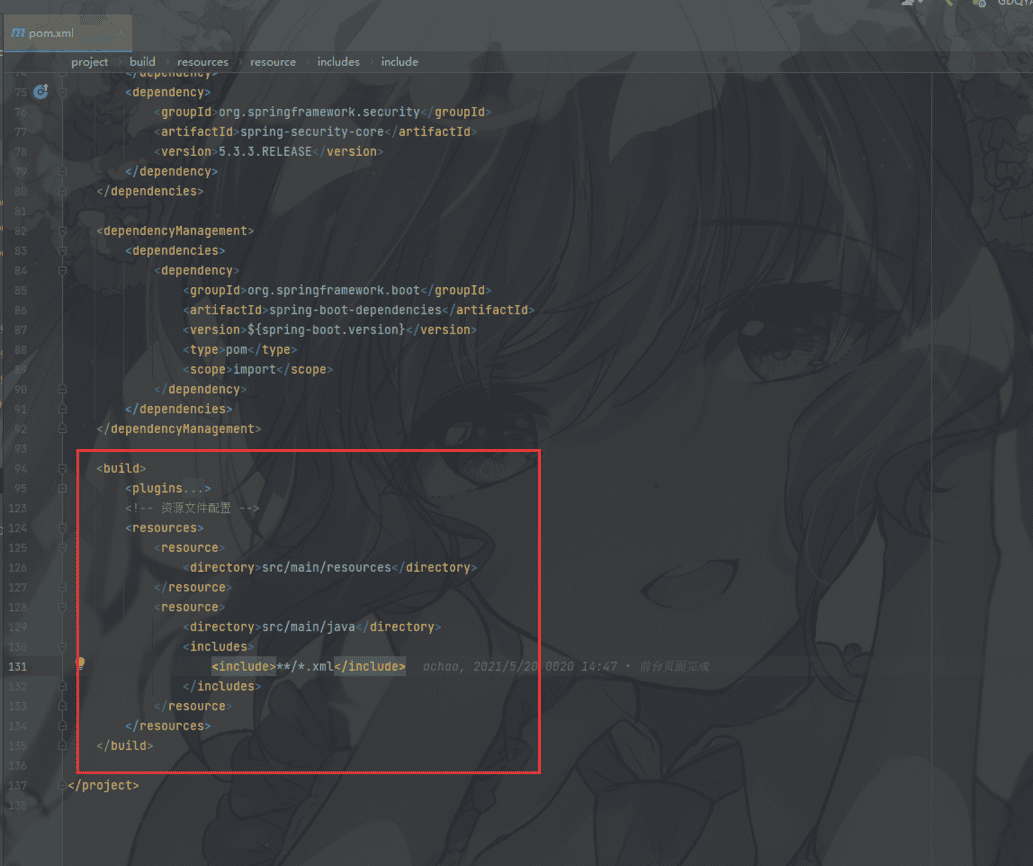 pom.xml
project build resources resource includes include
74 </dependency>
75 <dependency>
76 <groupId>org.springframework.security</groupId>
77 <artifactId>spring-security-core</artifactId>
78 <version>5.3.3.RELEASE</version>
79 </dependency>
80 </dependencies>
81
82 <dependencyManagement>
83 <dependencies>
84 <dependency>
85 <groupId>org.springframework.boot</groupId>
86 <artifactId>spring-boot-dependencies</artifactId>
87 <version>${spring-boot.version}</version>
88 <type>pom</type>
89 <scope>import</scope>
90 </dependency>
91 </dependencies>
92 </dependencyManagement>
93
94 <build>
95 <plugins...>
123 <!-- 资源文件配置 -->
124 <resources>
125 <resource>
126 <directory>src/main/resources</directory>
127 </resource>
128 <resource>
129 <directory>src/main/java</directory>
130 <includes>
131 <include>**/*.xml</include> achao, 2021/5/20 0020 14:47 • 前台页面完成
132 </includes>
133 </resource>
134 </resources>
135 </build>
136
137 </project>
138